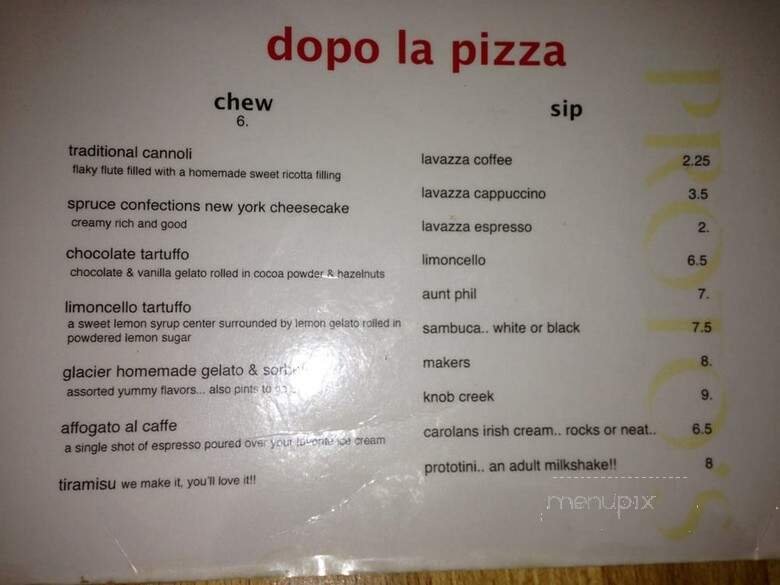 dopo la pizza
chew
6.
traditional cannoli
flaky flute filled with a homemade sweet ricotta filling
spruce confections new york cheesecake
creamy rich and good
chocolate tartuffo
chocolate & vanilla gelato rolled in cocoa powder & hazelnuts
limoncello tartuffo
a sweet lemon syrup center surrounded by lemon gelato rolled in
powdered lemon sugar
glacier homemade gelato &
assorted yummy flavors... also pints to
affogato al caffe
a single shot of espresso poured over your favorite ice cream
tiramisu we make it, you'll love it!!
sip
lavazza coffee 2.25
lavazza cappuccino 3.5
lavazza espresso 2.
limoncello 6.5
aunt phil 7.
sambuca.. white or black 7.5
makers 8.
knob creek 9.
carolans irish cream.. rocks or neat.. 6.5
prototini.. an adult milkshake!! 8
PROTO'S
menupix